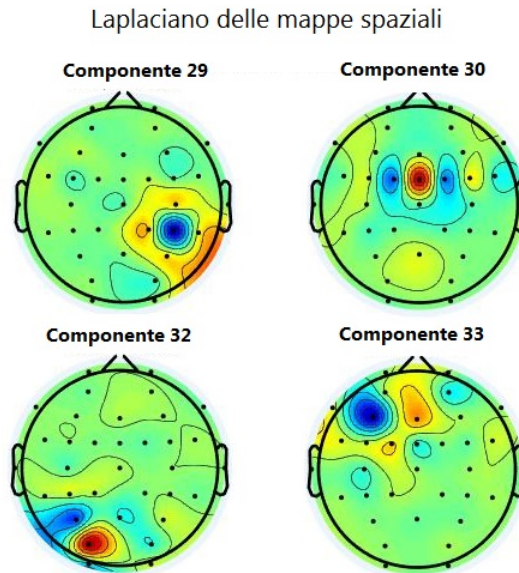 Laplaciano delle mappe spaziali
Componente 29
Componente 30
Componente 32
Componente 33